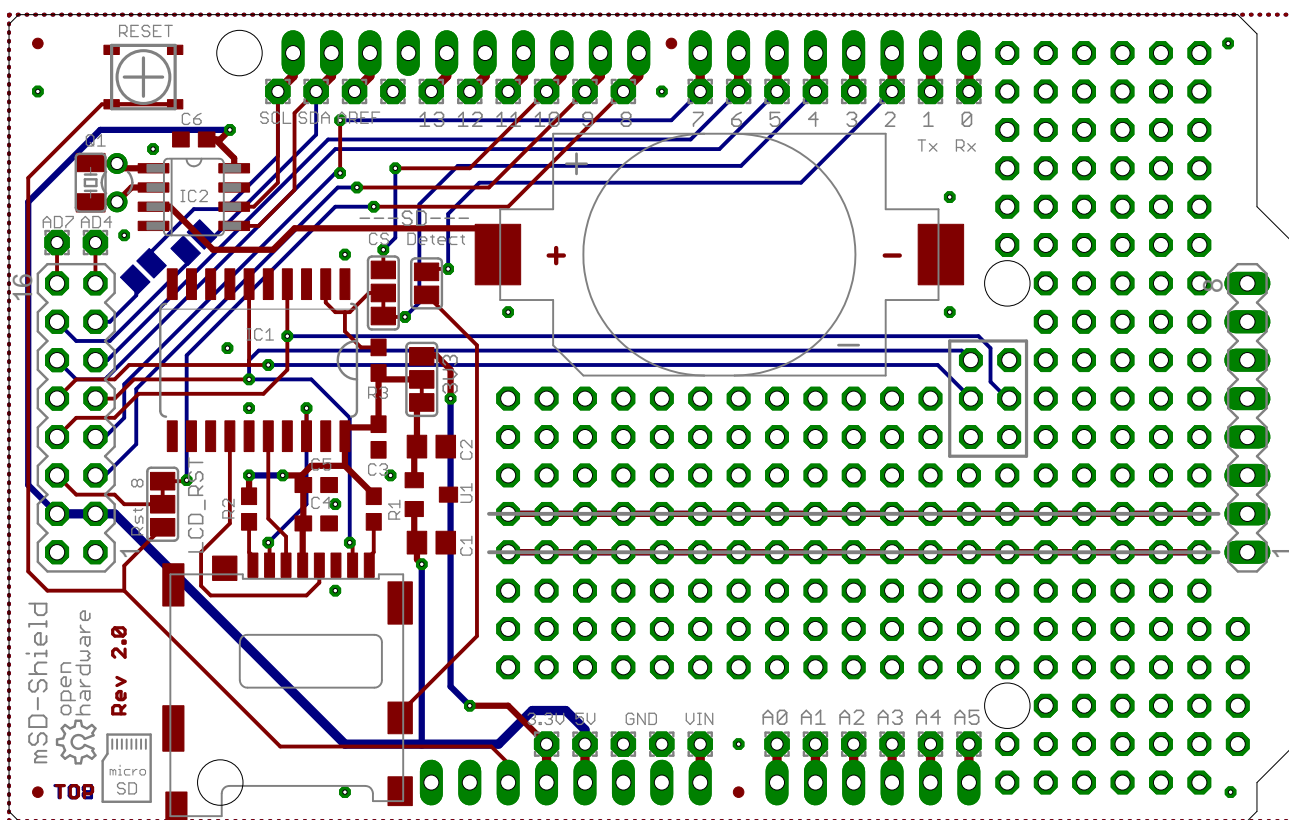 RESET
SCL SDA AREF 13 12 11 10 9 8 7 6 5 4 3 2 1 0
Tx Rx
C6
Q1
IC2
+
AD7 AD4
---SD---
CS Detect
+ −
16
8
IC1
−
R3
3V3
C2
C3
LCD_RST
Rst 8
R2
C5
C4
R1
U1
C1
1
1
mSD-Shield
open
hardware
Rev 2.0
3.3V 5V GND VIN A0 A1 A2 A3 A4 A5
micro
SD